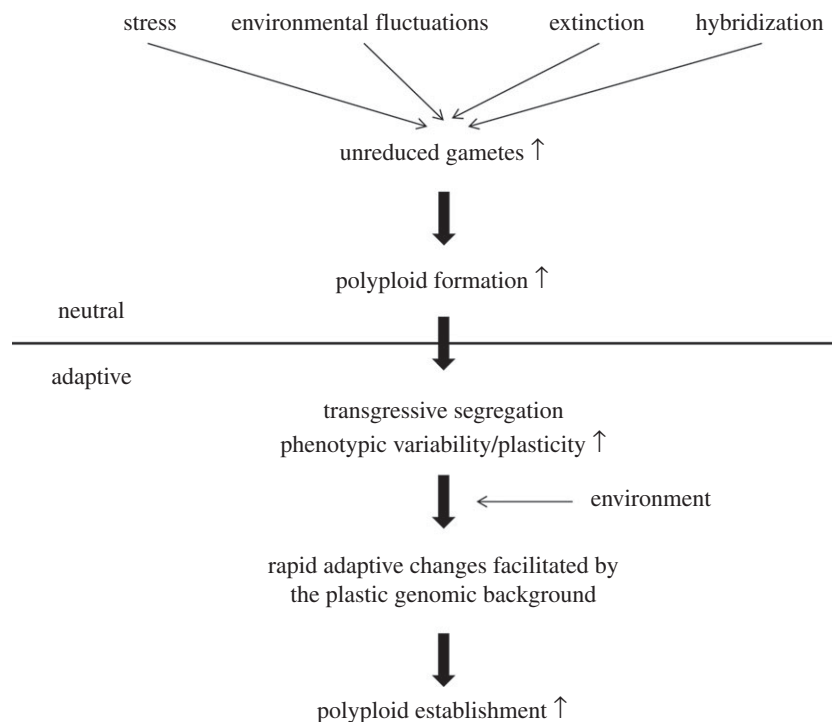 stress environmental fluctuations extinction hybridization
unreduced gametes ↑
polyploid formation ↑
neutral
adaptive
transgressive segregation
phenotypic variability/plasticity ↑
environment
rapid adaptive changes facilitated by
the plastic genomic background
polyploid establishment ↑